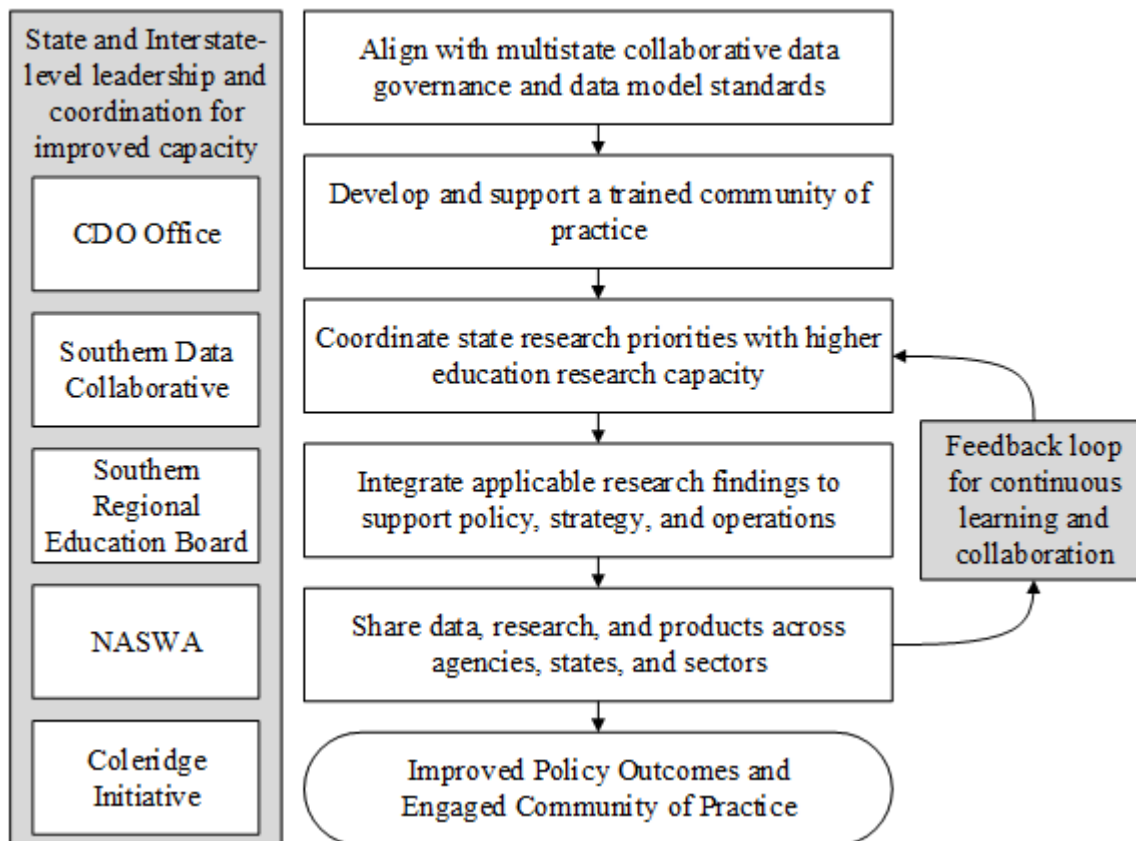 State and Interstate-
level leadership and
coordination for
improved capacity
CDO Office
Southern Data
Collaborative
Southern
Regional
Education Board
NASWA
Coleridge
Initiative
Align with multistate collaborative data
governance and data model standards
Develop and support a trained community of
practice
Coordinate state research priorities with higher
education research capacity
Integrate applicable research findings to
support policy, strategy, and operations
Share data, research, and products across
agencies, states, and sectors
Improved Policy Outcomes and
Engaged Community of Practice
Feedback loop
for continuous
learning and
collaboration